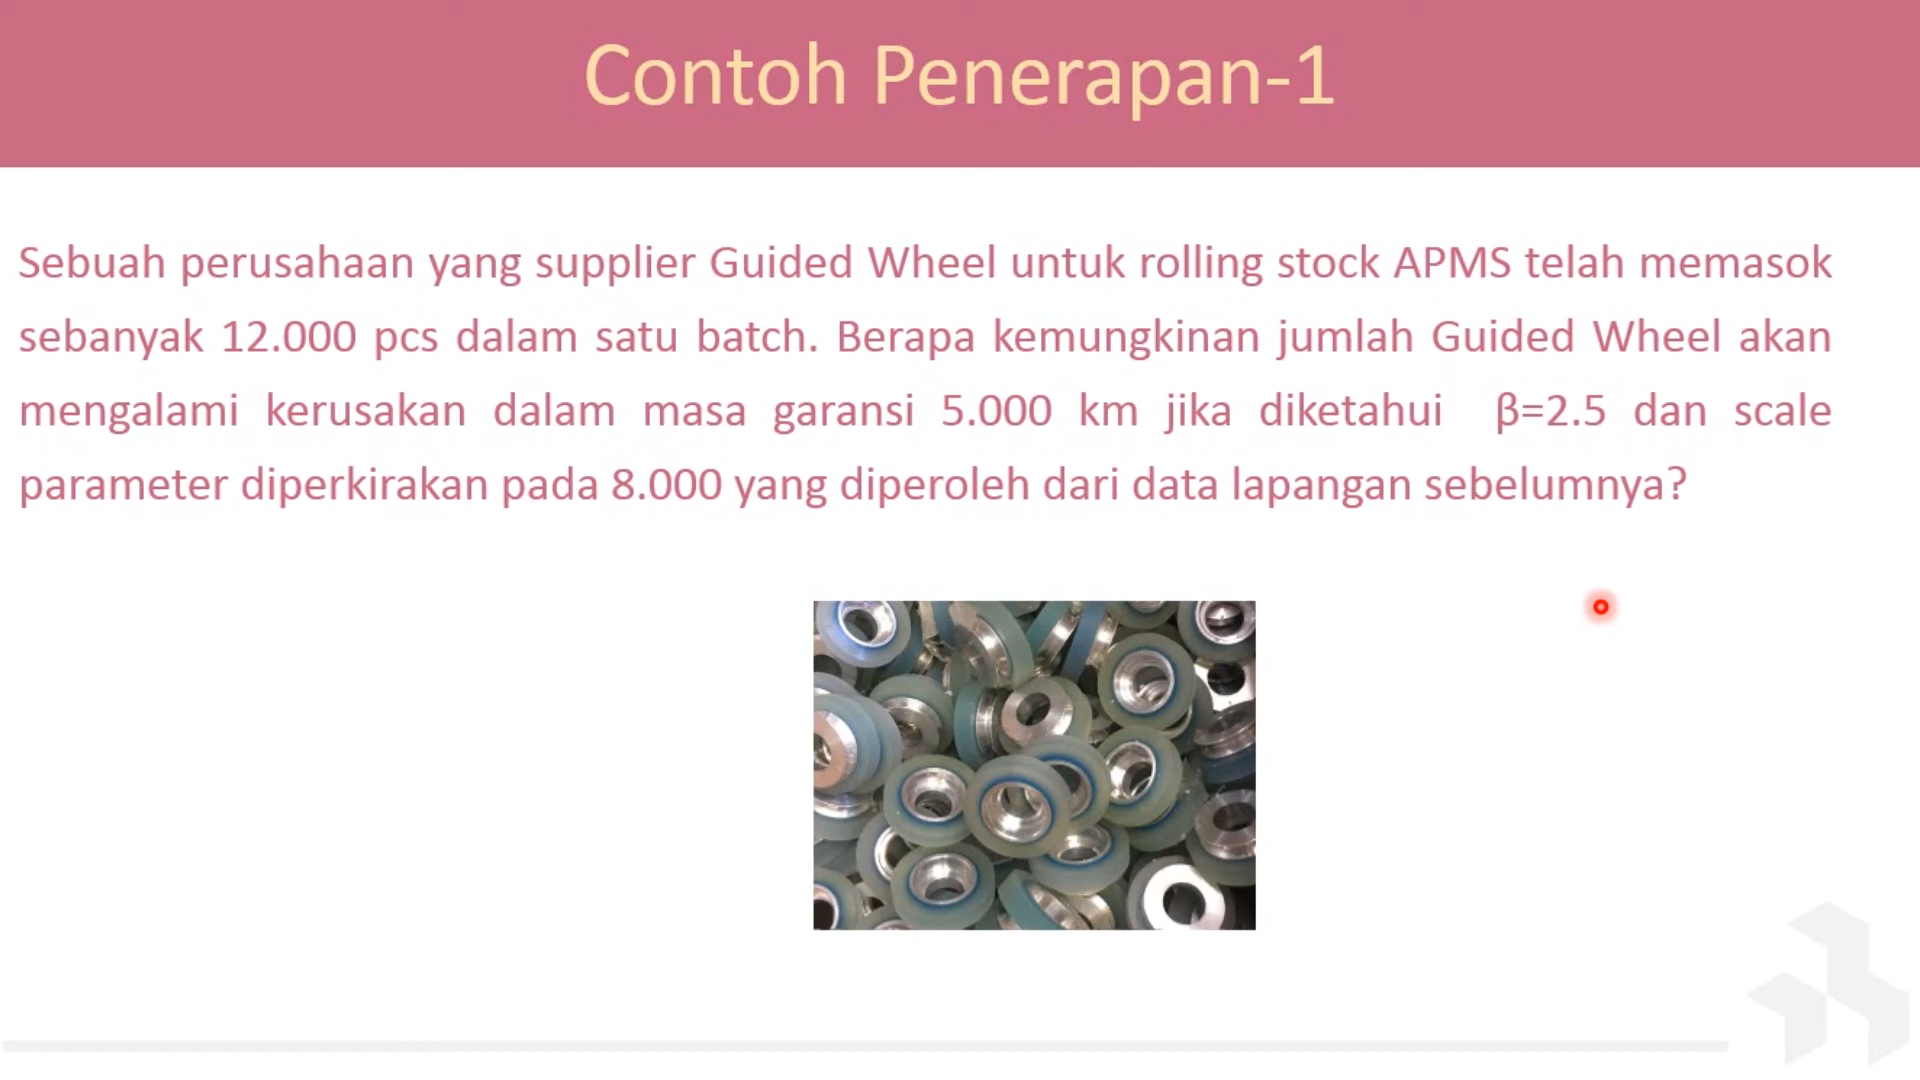 Contoh Penerapan-1
Sebuah perusahaan yang supplier Guided Wheel untuk rolling stock APMS telah memasok
sebanyak 12.000 pcs dalam satu batch. Berapa kemungkinan jumlah Guided Wheel akan
mengalami kerusakan dalam masa garansi 5.000 km jika diketahui β=2.5 dan scale
parameter diperkirakan pada 8.000 yang diperoleh dari data lapangan sebelumnya?